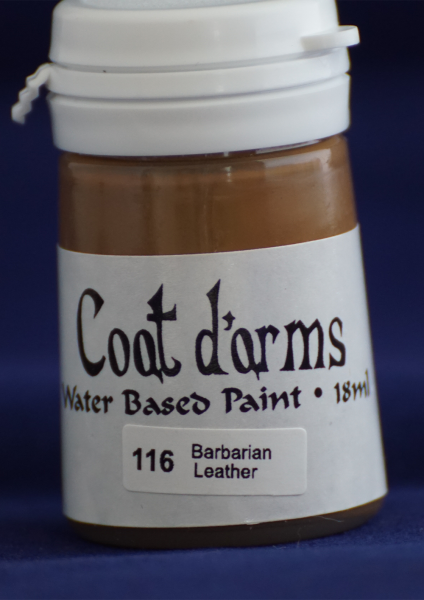 Coat d'arms
Water Based Paint • 18ml
116 Barbarian
Leather